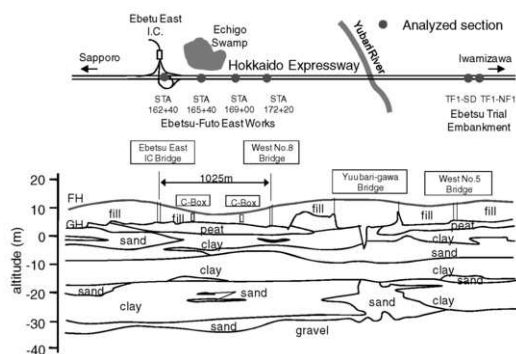 Ebetu East
I.C.
Echigo
Swamp
Yubari River
Analyzed section
Sapporo
Hokkaido Expressway
Iwamizawa
STA
162+40
STA
165+40
STA
169+00
STA
172+20
TF1-SD
TF1-NF1
Ebetsu-Futo East Works
Ebetsu Trial
Embankment
Ebetsu East
IC Bridge
West No.8
Bridge
1025m
Yuubari-gawa
Bridge
West No.5
Bridge
altitude (m)
20
10
0
-10
-20
-30
-40
FH
GH
C-Box
C-Box
fill
fill
fill
fill
fill
peat
peat
sand
clay
clay
sand
clay
clay
sand
sand
sand
clay
clay
sand
gravel